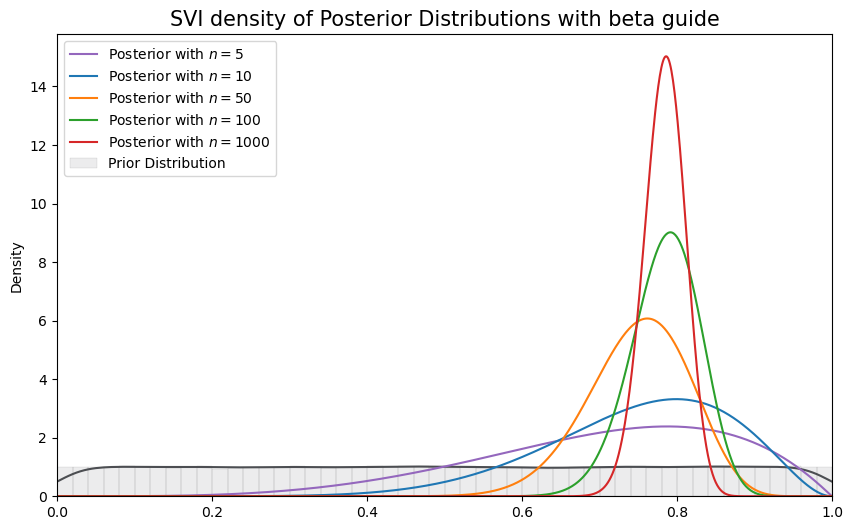 SVI density of Posterior Distributions with beta guide
Posterior with n = 5
Posterior with n = 10
Posterior with n = 50
Posterior with n = 100
Posterior with n = 1000
Prior Distribution
Density
14
12
10
8
6
4
2
0
0.0 0.2 0.4 0.6 0.8 1.0